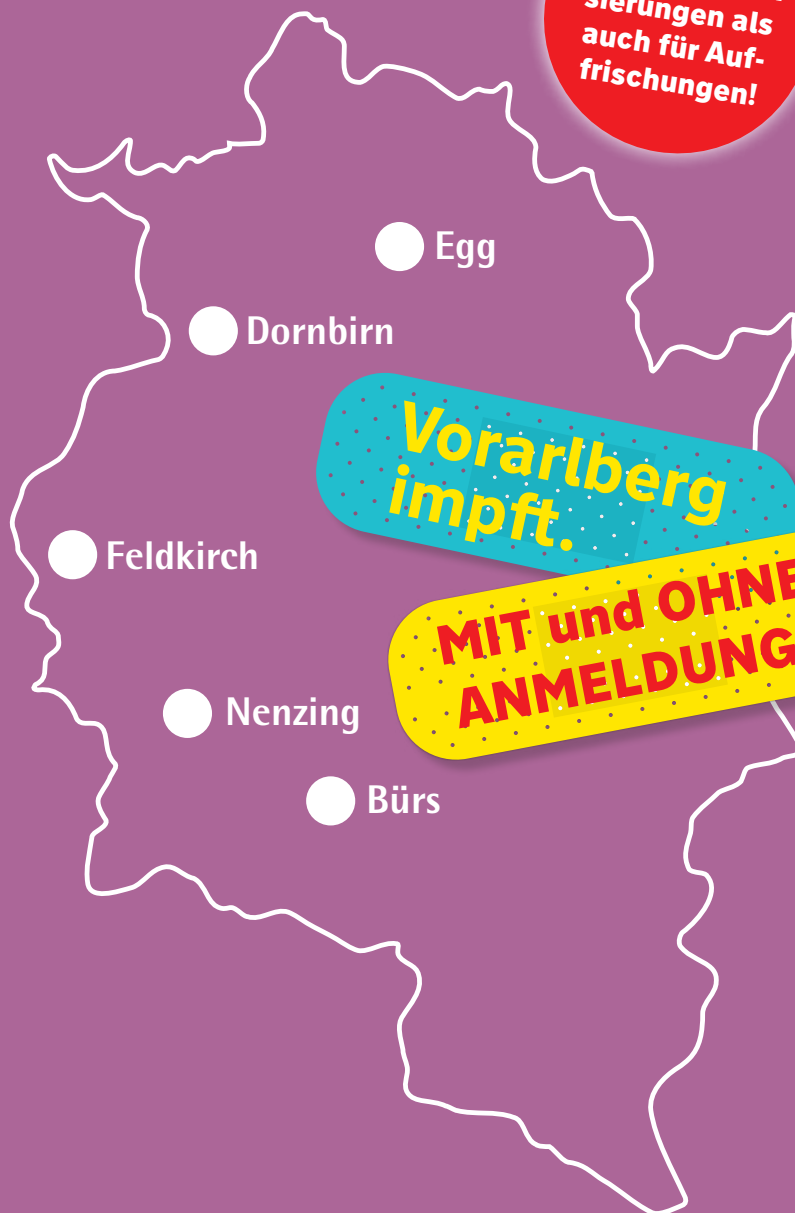 sierungen als
auch für Auf-
frischungen!
Egg
Dornbirn
Vorarlberg
impft.
Feldkirch
MIT und OHNE
ANMELDUNG
Nenzing
Bürs